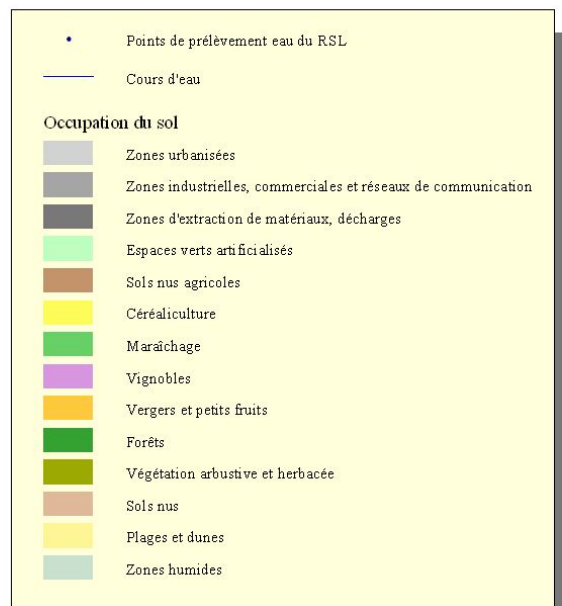 Points de prélèvement eau du RSL
Cours d'eau
Occupation du sol
Zones urbanisées
Zones industrielles, commerciales et réseaux de communication
Zones d'extraction de matériaux, décharges
Espaces verts artificialisés
Sols nus agricoles
Céréaliculture
Maraîchage
Vignobles
Vergers et petits fruits
Forêts
Végétation arbustive et herbacée
Sols nus
Plages et dunes
Zones humides